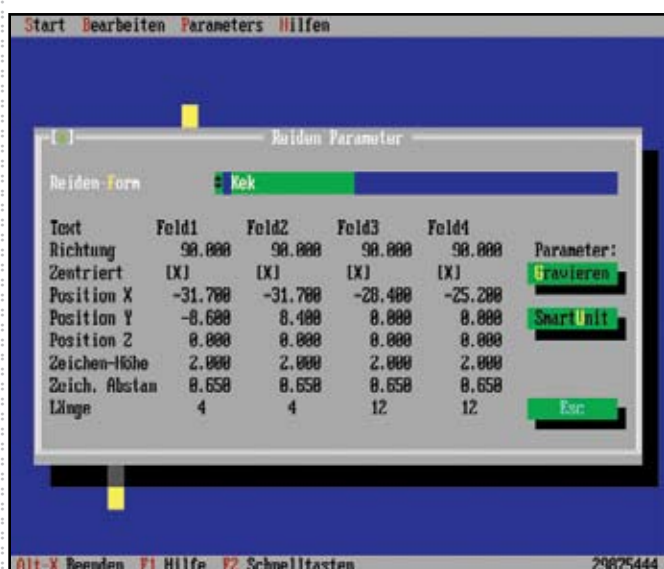 Start Bearbeiten Parameters Hilfen
Reiden Parameter
Reiden-Form Kek
Text Feld1 Feld2 Feld3 Feld4
Richtung 90.000 90.000 90.000 90.000 Parameter:
Zentriert [X] [X] [X] [X] Gravieren
Position X -31.700 -31.700 -28.400 -25.200
Position Y -8.600 8.400 0.000 0.000 SmartUnit
Position Z 0.000 0.000 0.000 0.000
Zeichen-Höhe 2.000 2.000 2.000 2.000
Zeich. Abstan 0.650 0.650 0.650 0.650
Länge 4 4 12 12 Esc
Alt-X Beenden F1 Hilfe F2 Schnelltasten 29825444